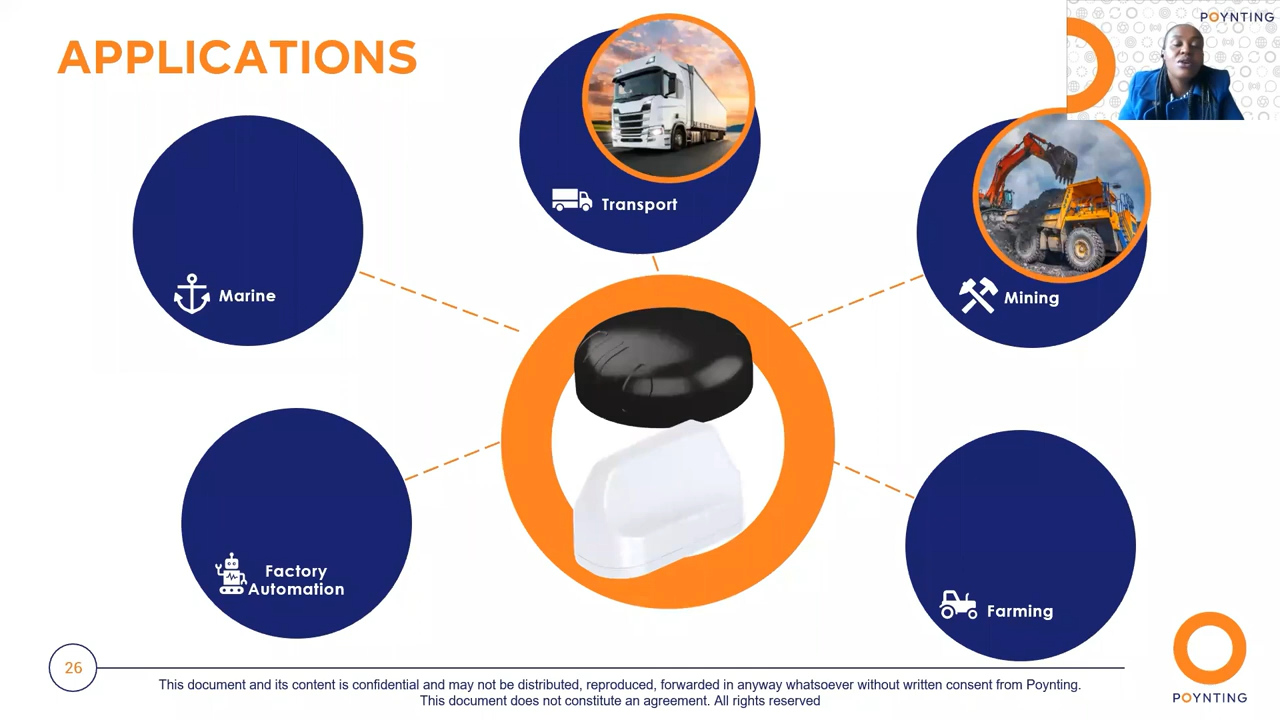 APPLICATIONS
POYNTING
Transport
Marine
Mining
Factory
Automation
Farming
26
This document and its content is confidential and may not be distributed, reproduced, forwarded in anyway whatsoever without written consent from Poynting.
This document does not constitute an agreement. All rights reserved
POYNTING